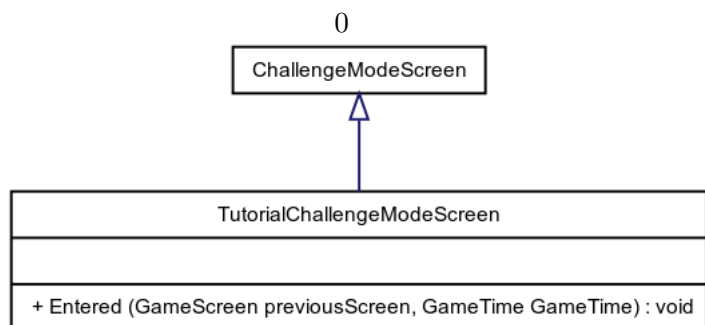 0
ChallengeModeScreen
TutorialChallengeModeScreen
+ Entered (GameScreen previousScreen, GameTime GameTime) : void